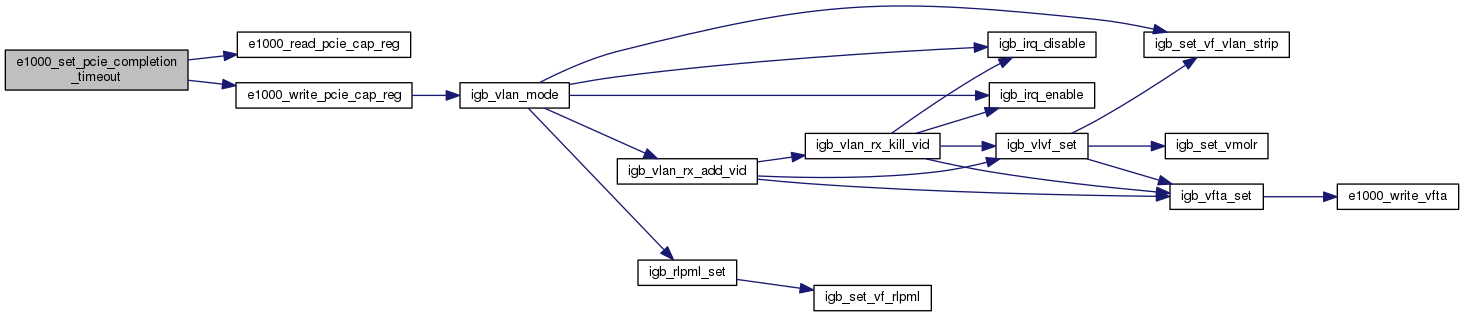 e1000_set_pcie_completion
_timeout
e1000_read_pcie_cap_reg
e1000_write_pcie_cap_reg
igb_vlan_mode
igb_vlan_rx_add_vid
igb_rlpml_set
igb_vlan_rx_kill_vid
igb_set_vf_rlpml
igb_irq_disable
igb_irq_enable
igb_vlvf_set
igb_set_vf_vlan_strip
igb_set_vmolr
igb_vfta_set
e1000_write_vfta